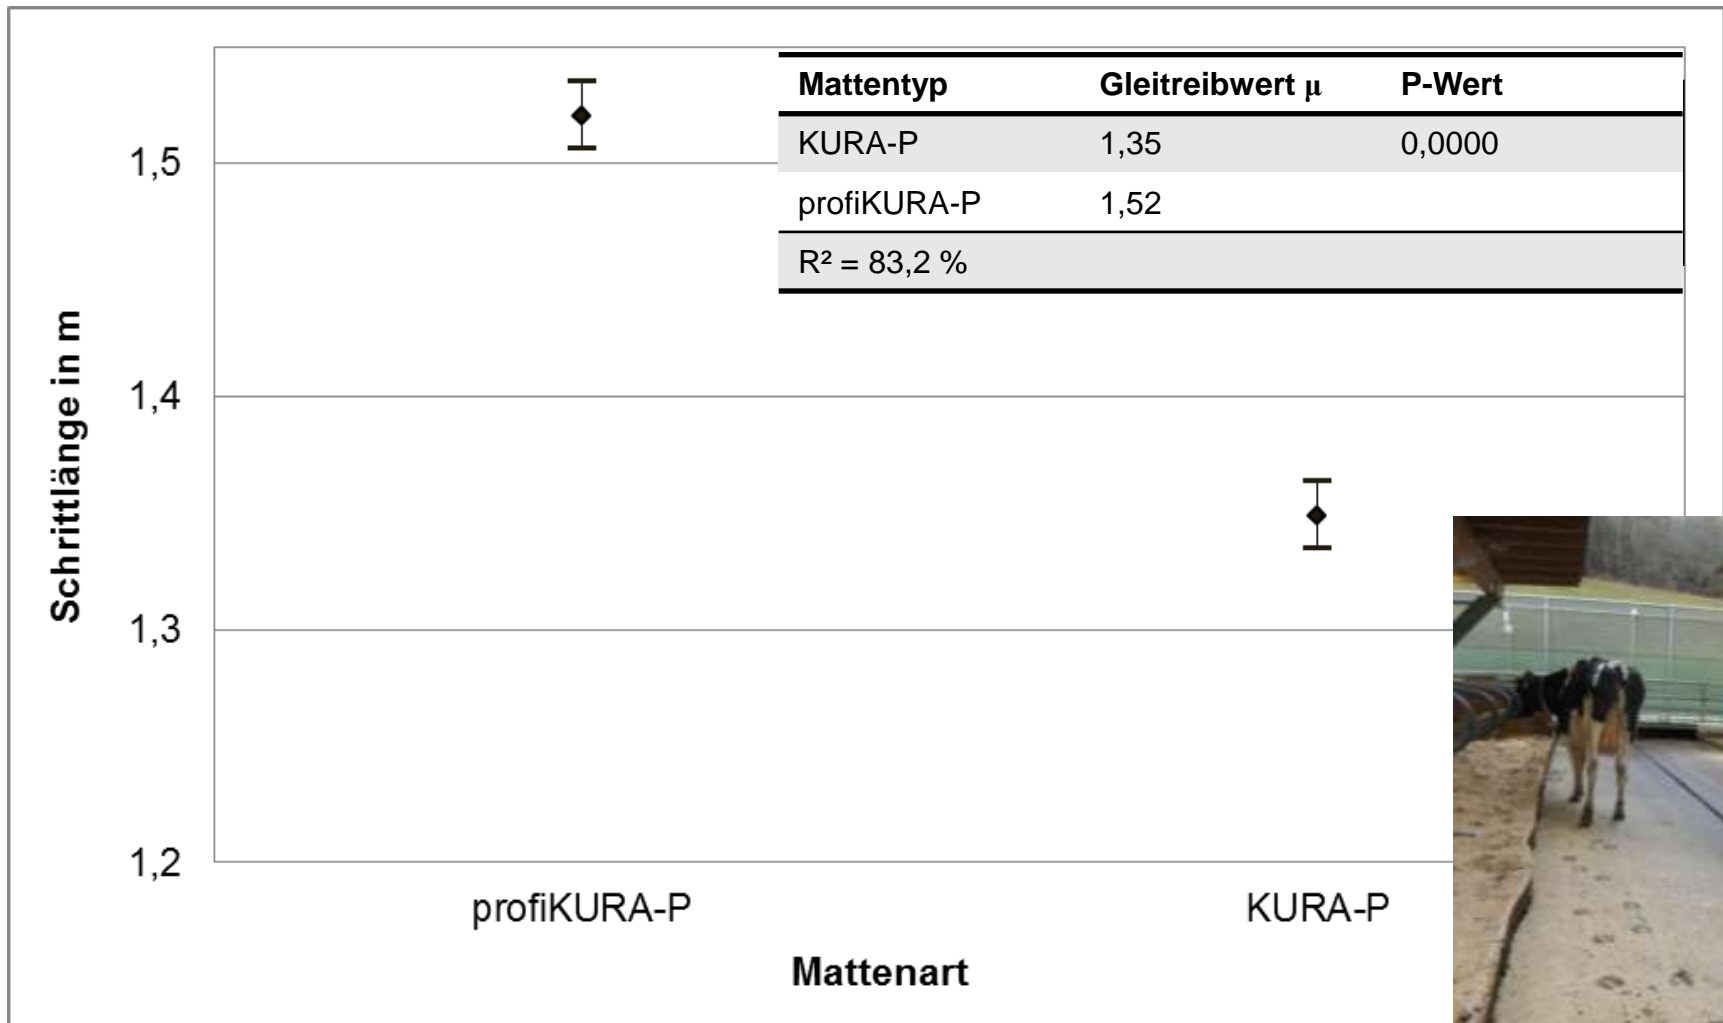 Mattentyp Gleitreibwert µ P-Wert
KURA-P 1,35 0,0000
profiKURA-P 1,52
R² = 83,2 %
Schrittlänge in m
1,5
1,4
1,3
1,2
profiKURA-P KURA-P
Mattenart